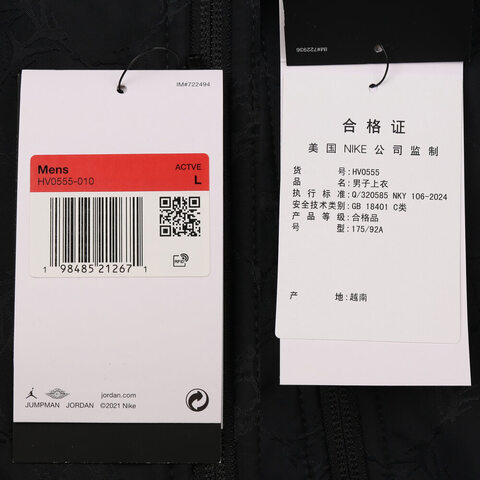 IM#722494
Mens
ACTVE
HV0555-010
L
1 98485 21267 1
RFID
jordan.com
JUMPMAN JORDAN ©2021 Nike
IM#722936
合格证
美国 NIKE 公司监制
货号:HV0555
品名:男子上衣
执行标准:Q/320585 NKY 106-2024
安全技术类别:GB 18401 C类
产品等级:合格品
号型:175/92A
产地:越南